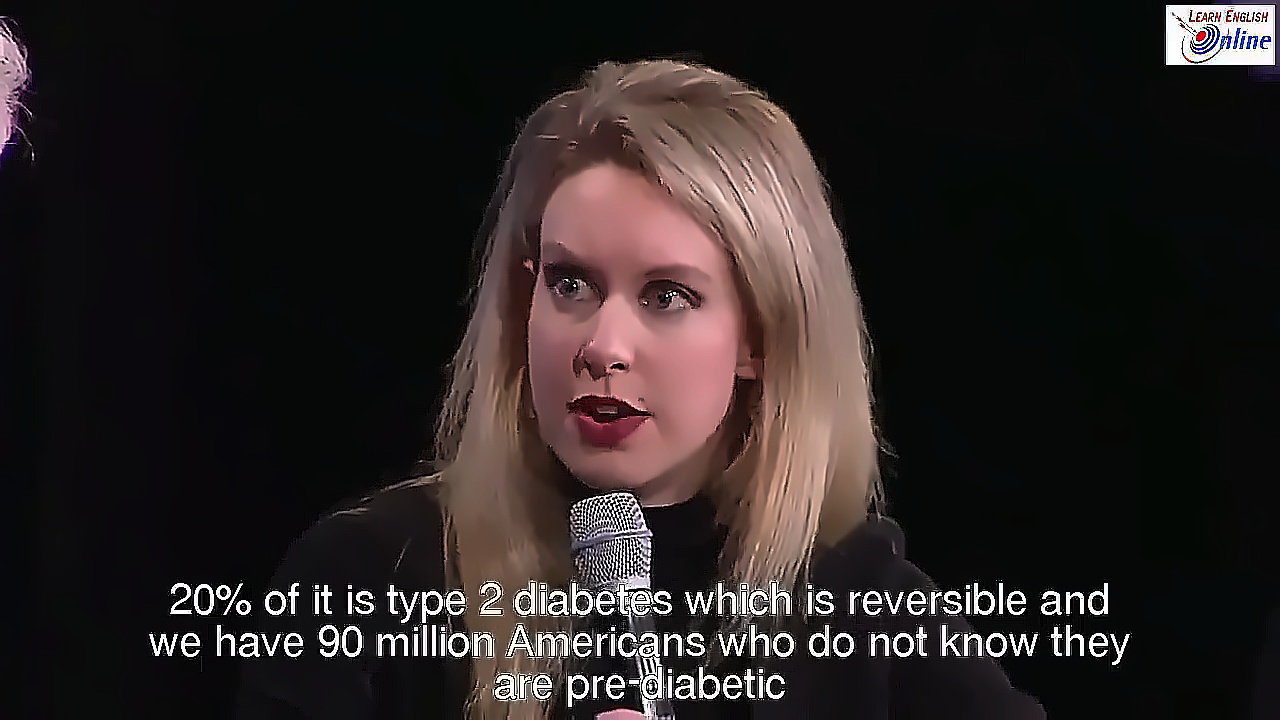 LEARN ENGLISH
Online
20% of it is type 2 diabetes which is reversible and
we have 90 million Americans who do not know they
are pre-diabetic